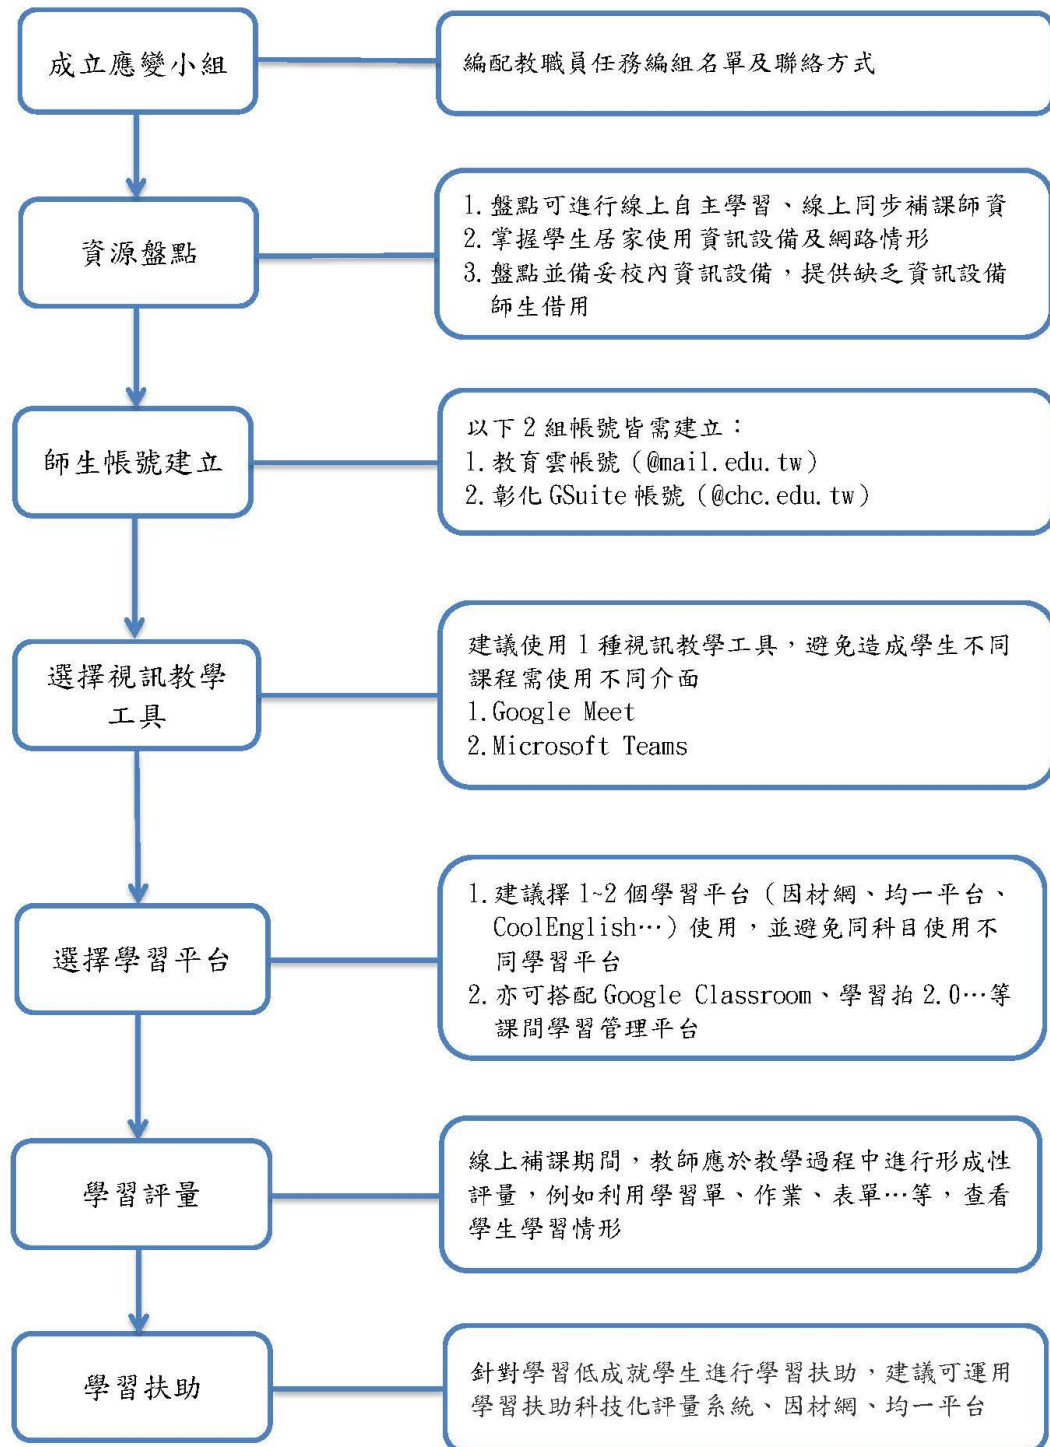 成立應變小組
編配教職員任務編組名單及聯絡方式
資源盤點
1.盤點可進行線上自主學習、線上同步補課師資
2.掌握學生居家使用資訊設備及網路情形
3.盤點並備妥校內資訊設備，提供缺乏資訊設備
師生借用
師生帳號建立
以下2組帳號皆需建立：
1.教育雲帳號（@mail.edu.tw）
2.彰化GSuite帳號（@chc.edu.tw）
選擇視訊教學
工具
建議使用1種視訊教學工具，避免造成學生不同
課程需使用不同介面
1.Google Meet
2.Microsoft Teams
選擇學習平台
1.建議擇1~2個學習平台（因材網、均一平台、
CoolEnglish…）使用，並避免同科目使用不
同學習平台
2.亦可搭配Google Classroom、學習拍2.0…等
課間學習管理平台
學習評量
線上補課期間，教師應於教學過程中進行形成性
評量，例如利用學習單、作業、表單…等，查看
學生學習情形
學習扶助
針對學習低成就學生進行學習扶助，建議可運用
學習扶助科技化評量系統、因材網、均一平台